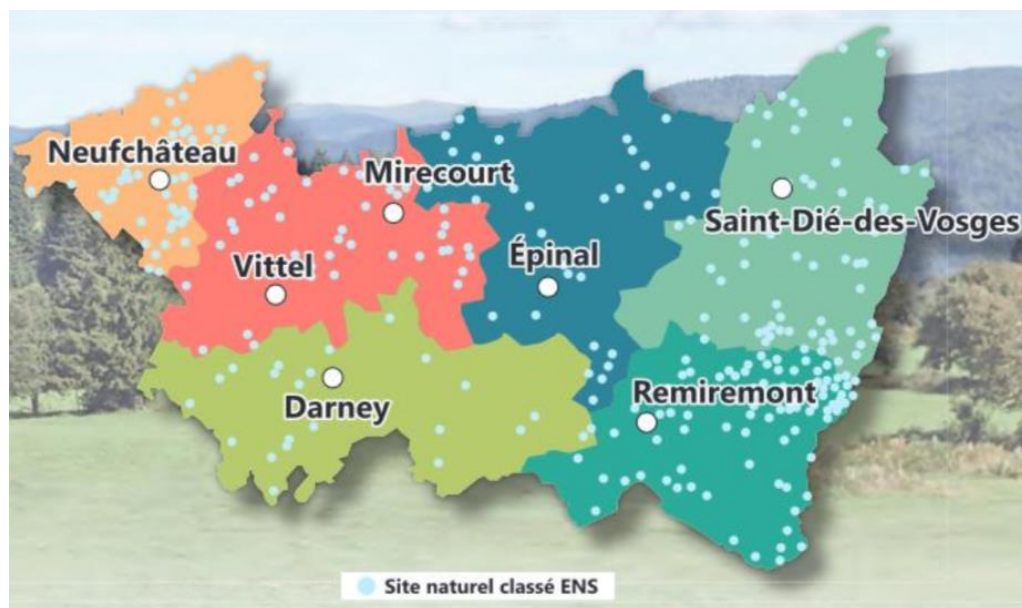 Neufchâteau
Mirecourt
Saint-Dié-des-Vosges
Vittel
Épinal
Darney
Remiremont
Site naturel classé ENS